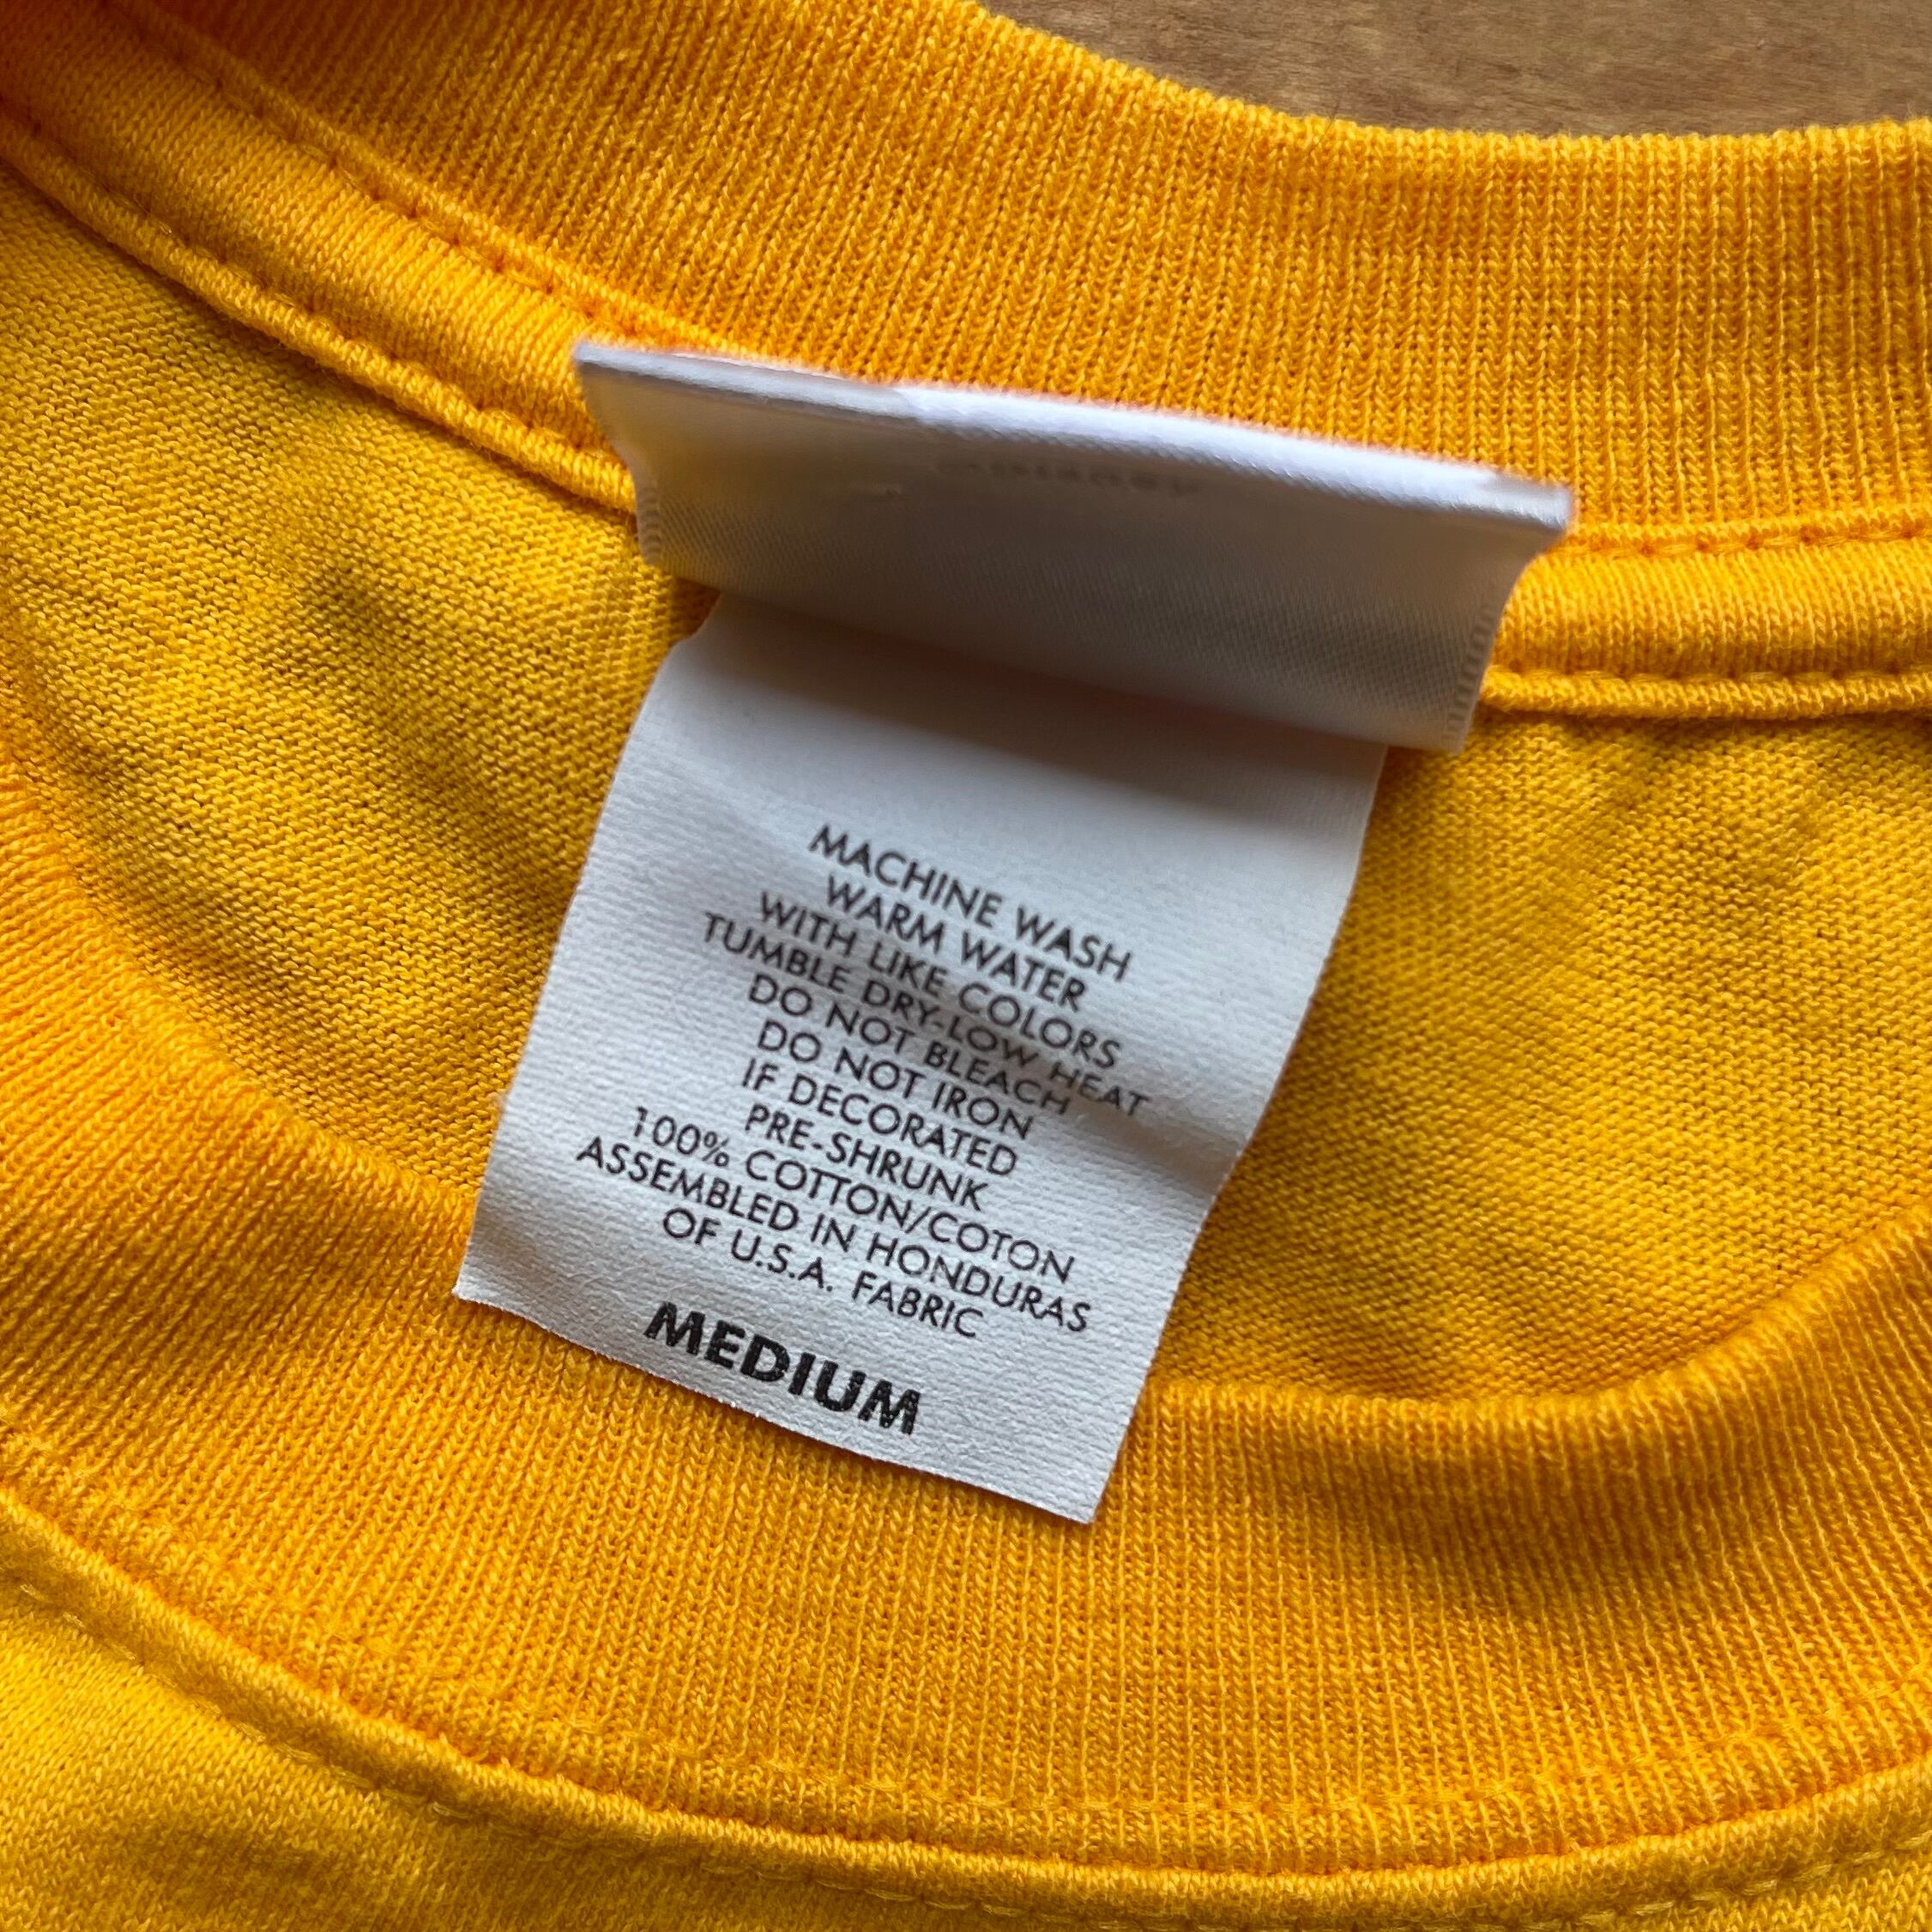 MACHINE WASH
WARM WATER
WITH LIKE COLORS
TUMBLE DRY-LOW HEAT
DO NOT BLEACH
DO NOT IRON
IF DECORATED
PRE-SHRUNK
100% COTTON/COTON
ASSEMBLED IN HONDURAS
OF U.S.A. FABRIC
MEDIUM